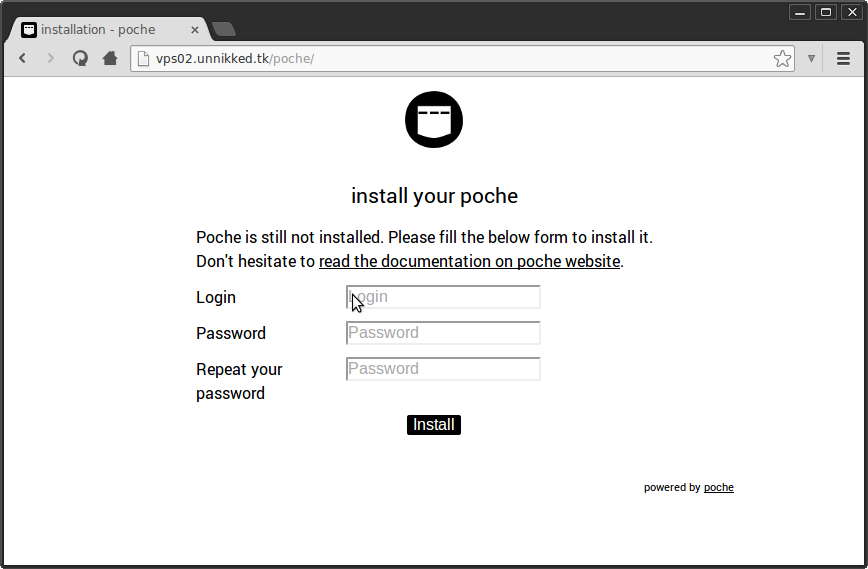 installation - poche
vps02.unnikked.tk/poche/
install your poche
Poche is still not installed. Please fill the below form to install it.
Don't hesitate to read the documentation on poche website.
Login Login
Password Password
Repeat your Password
password
Install
powered by poche